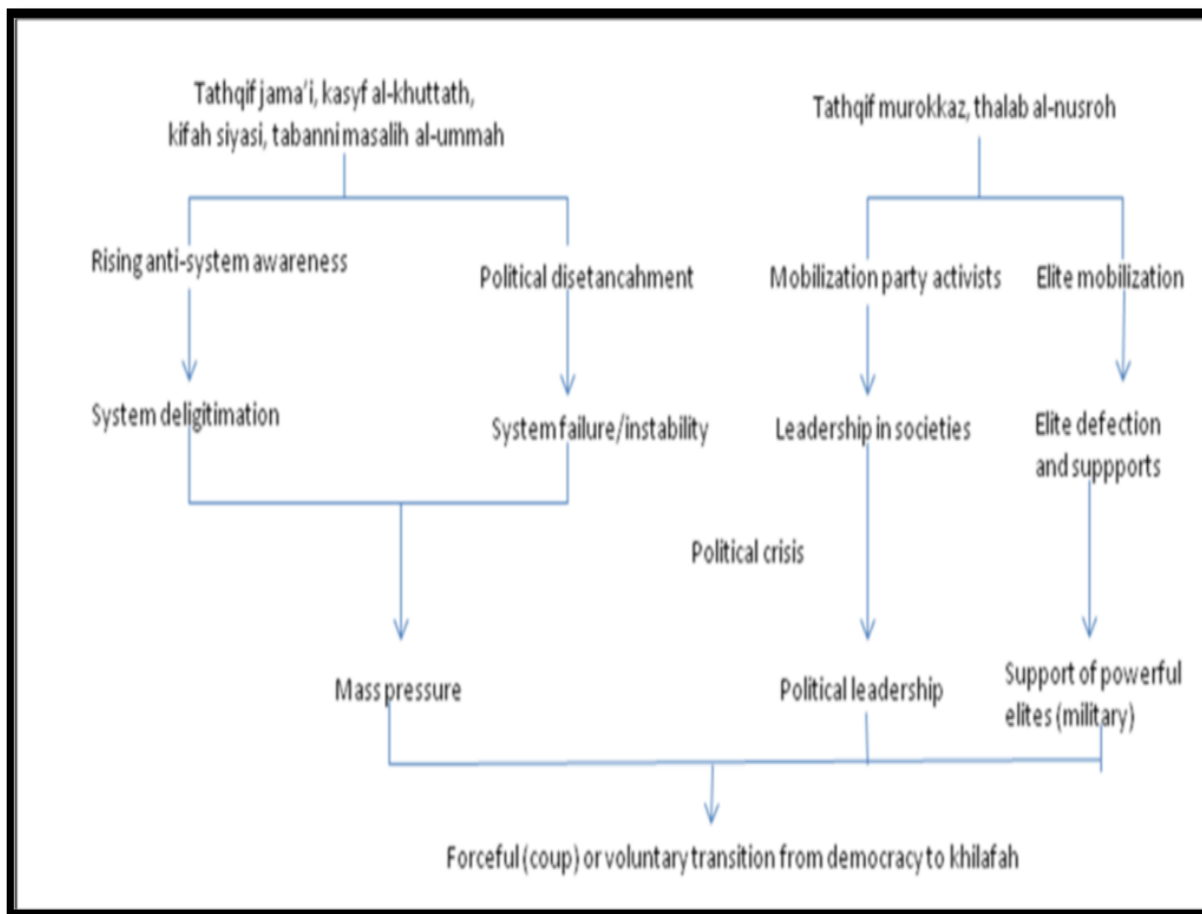 Tathqif jama'i, kasyf al-khuttath,
kifah siyasi, tabanni masalih al-ummah
Tathqif murokkaz, thalab al-nusroh
Rising anti-system awareness
Political disetancahment
Mobilization party activists
Elite mobilization
System deligitimation
System failure/instability
Leadership in societies
Elite defection
and suppports
Political crisis
Mass pressure
Political leadership
Support of powerful
elites (military)
Forceful (coup) or voluntary transition from democracy to khilafah